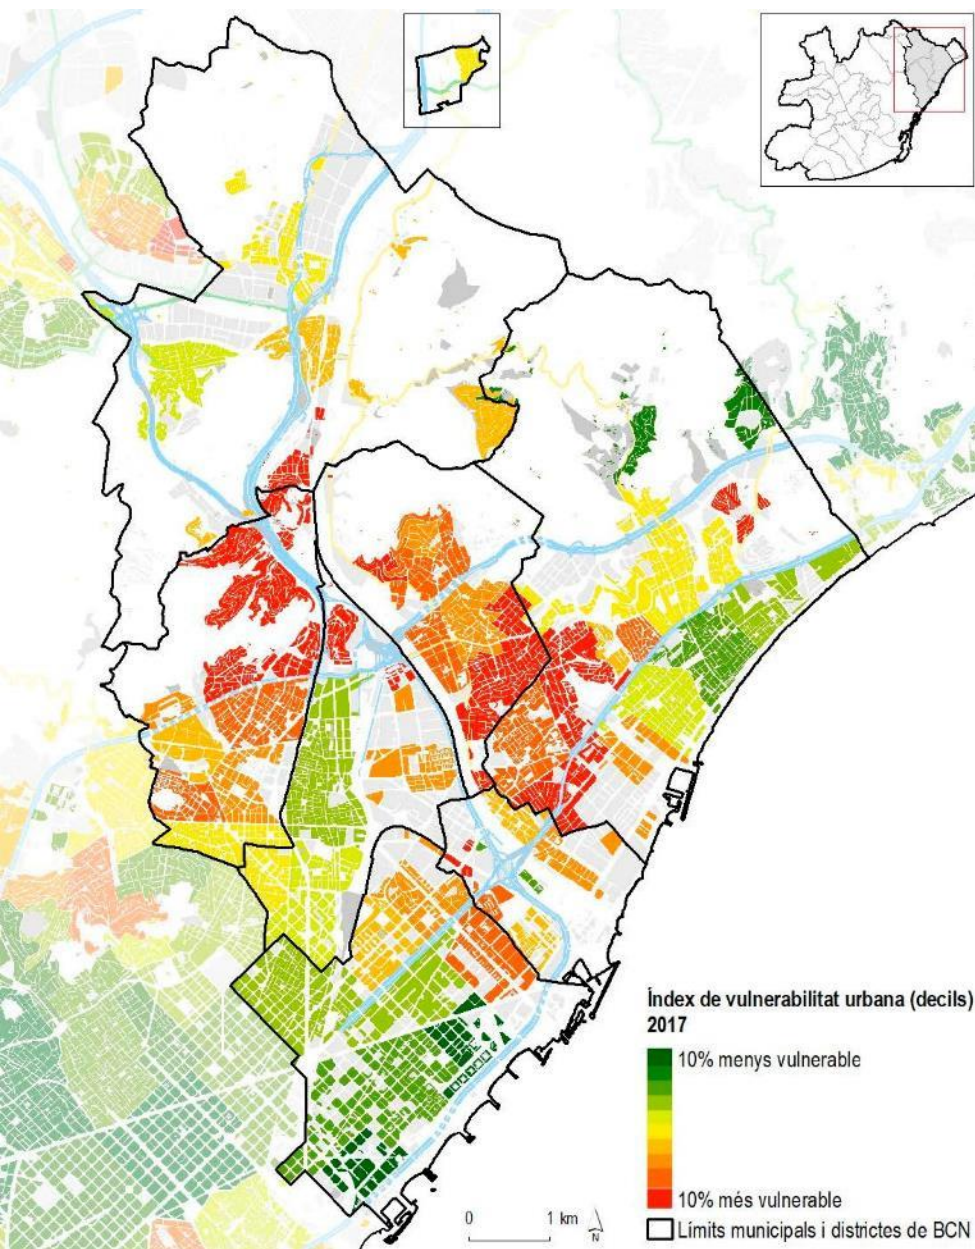 Índex de vulnerabilitat urbana (decils)
2017
10% menys vulnerable
10% més vulnerable
Límits municipals i districtes de BCN
0 1 km
N